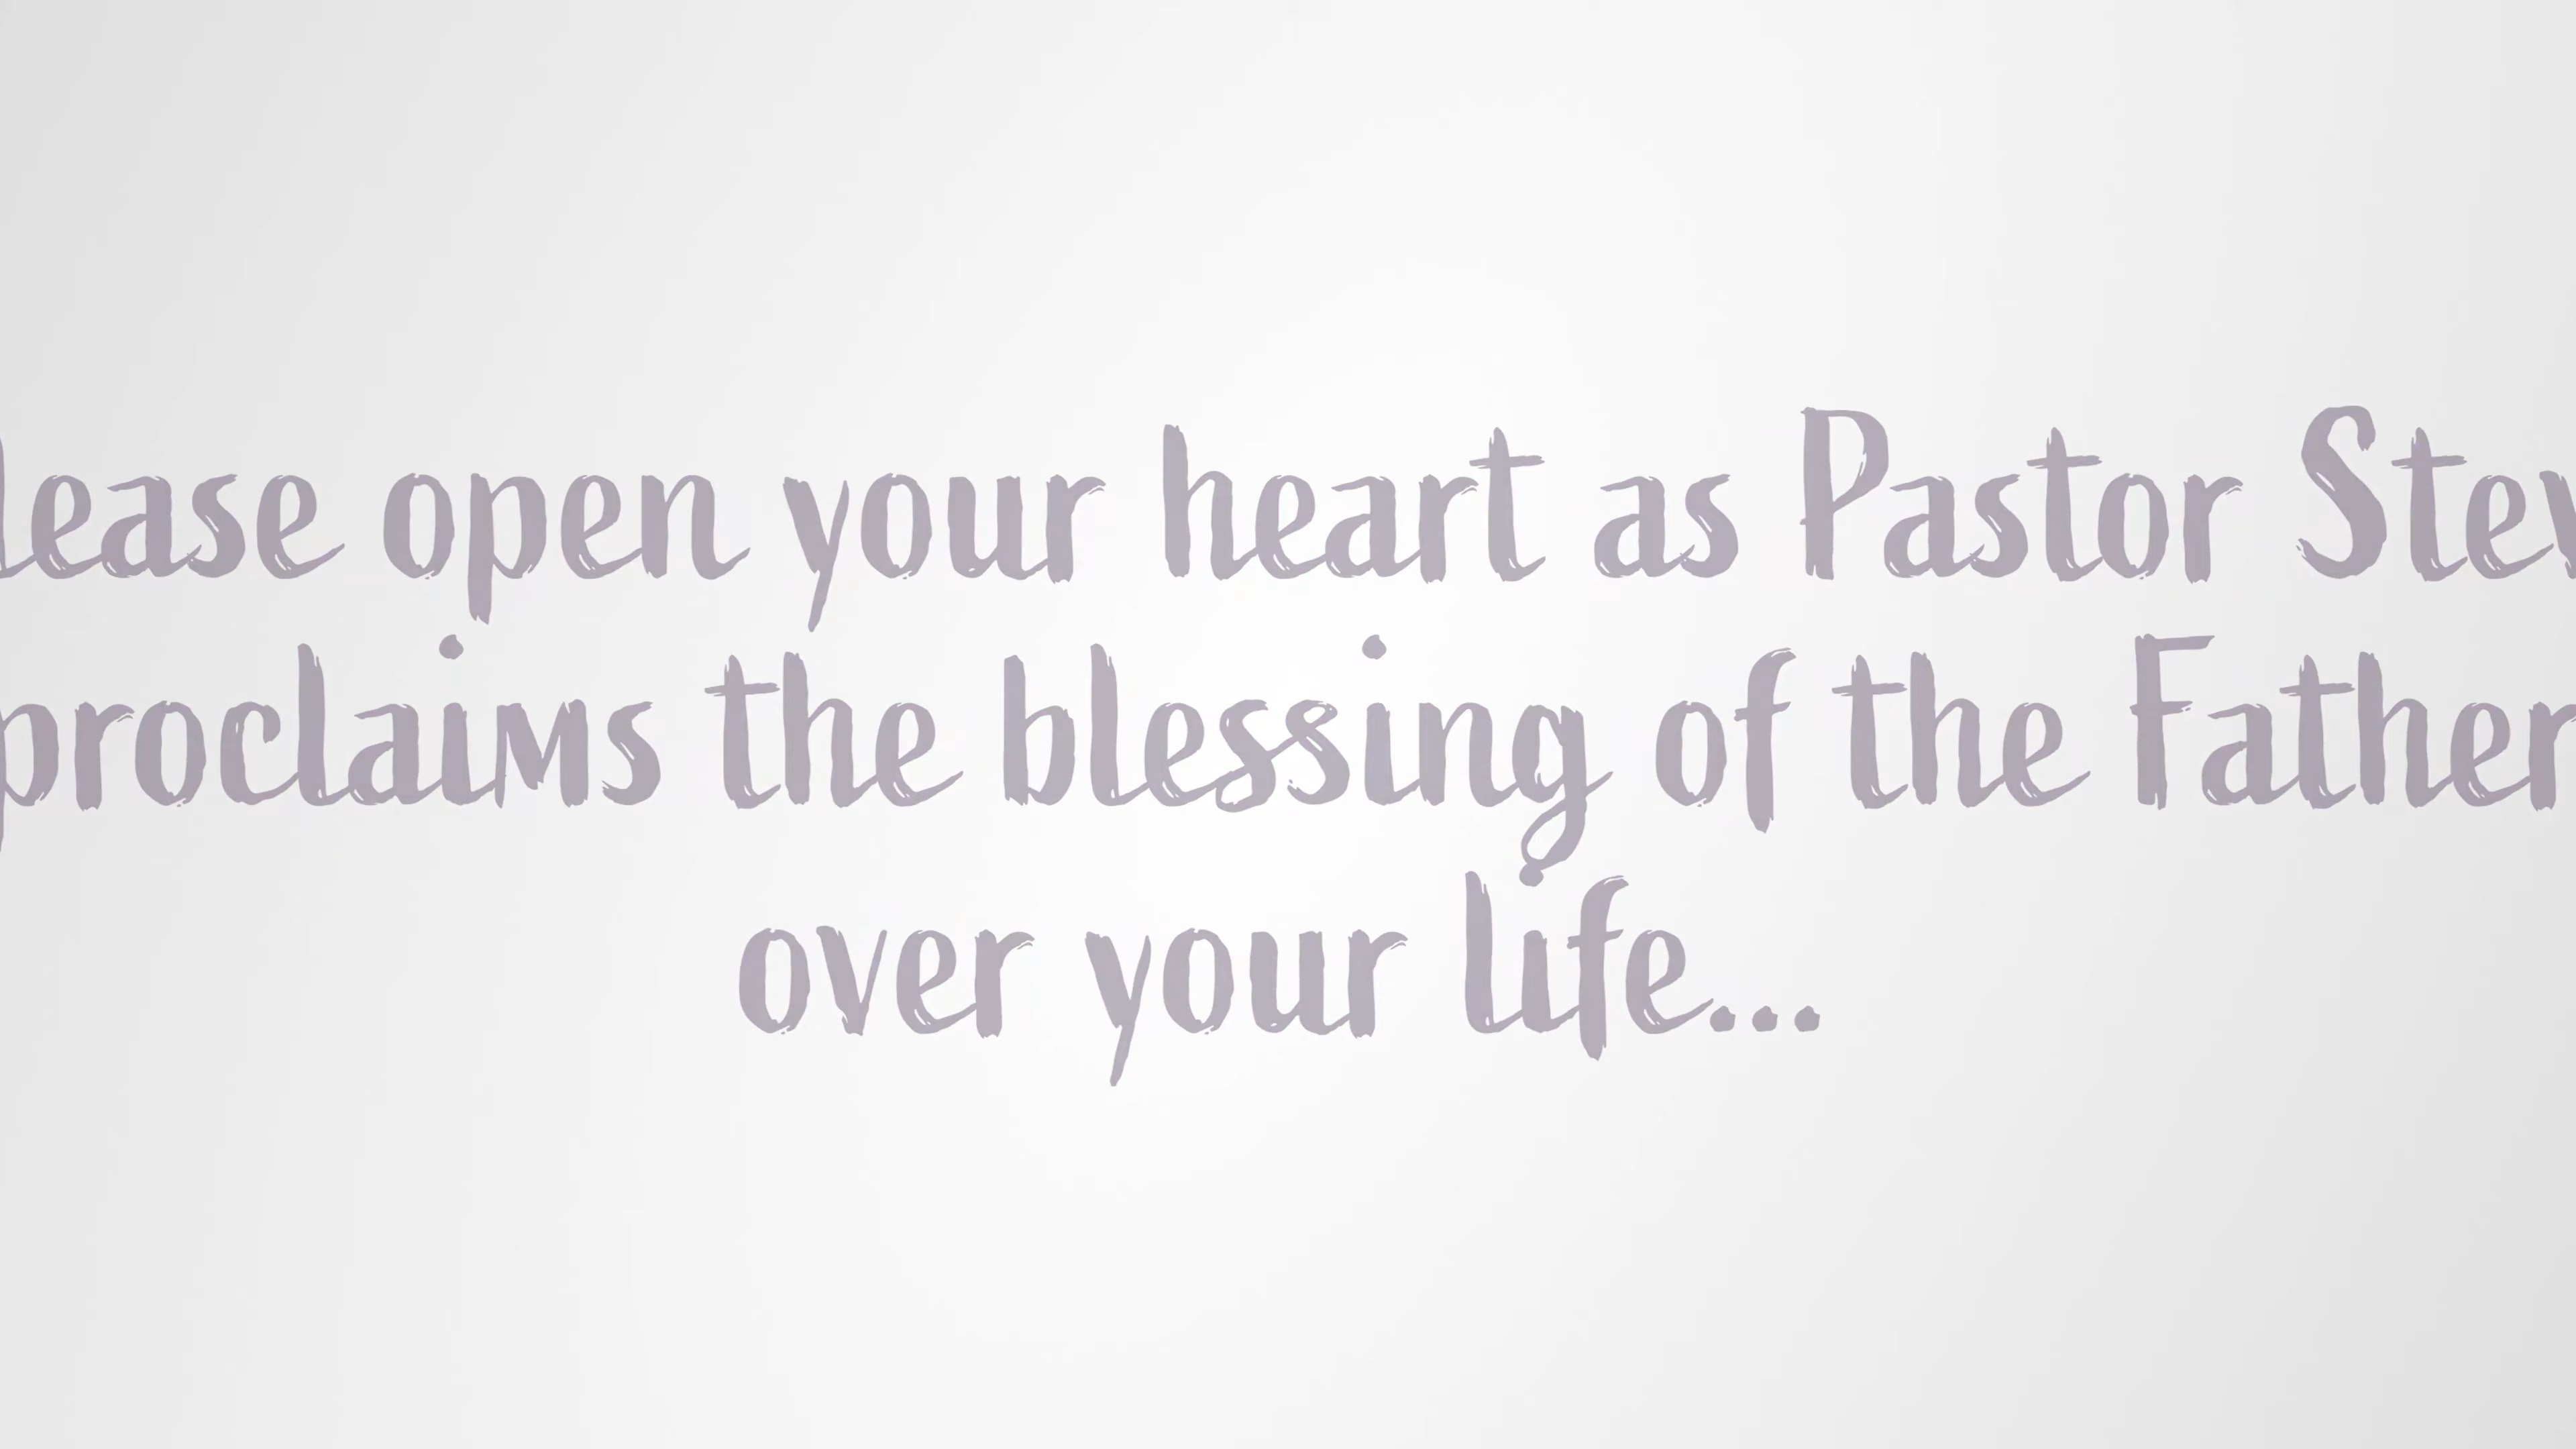 lease open your heart as Pastor Stev
proclaims the blessing of the Father
over your life...